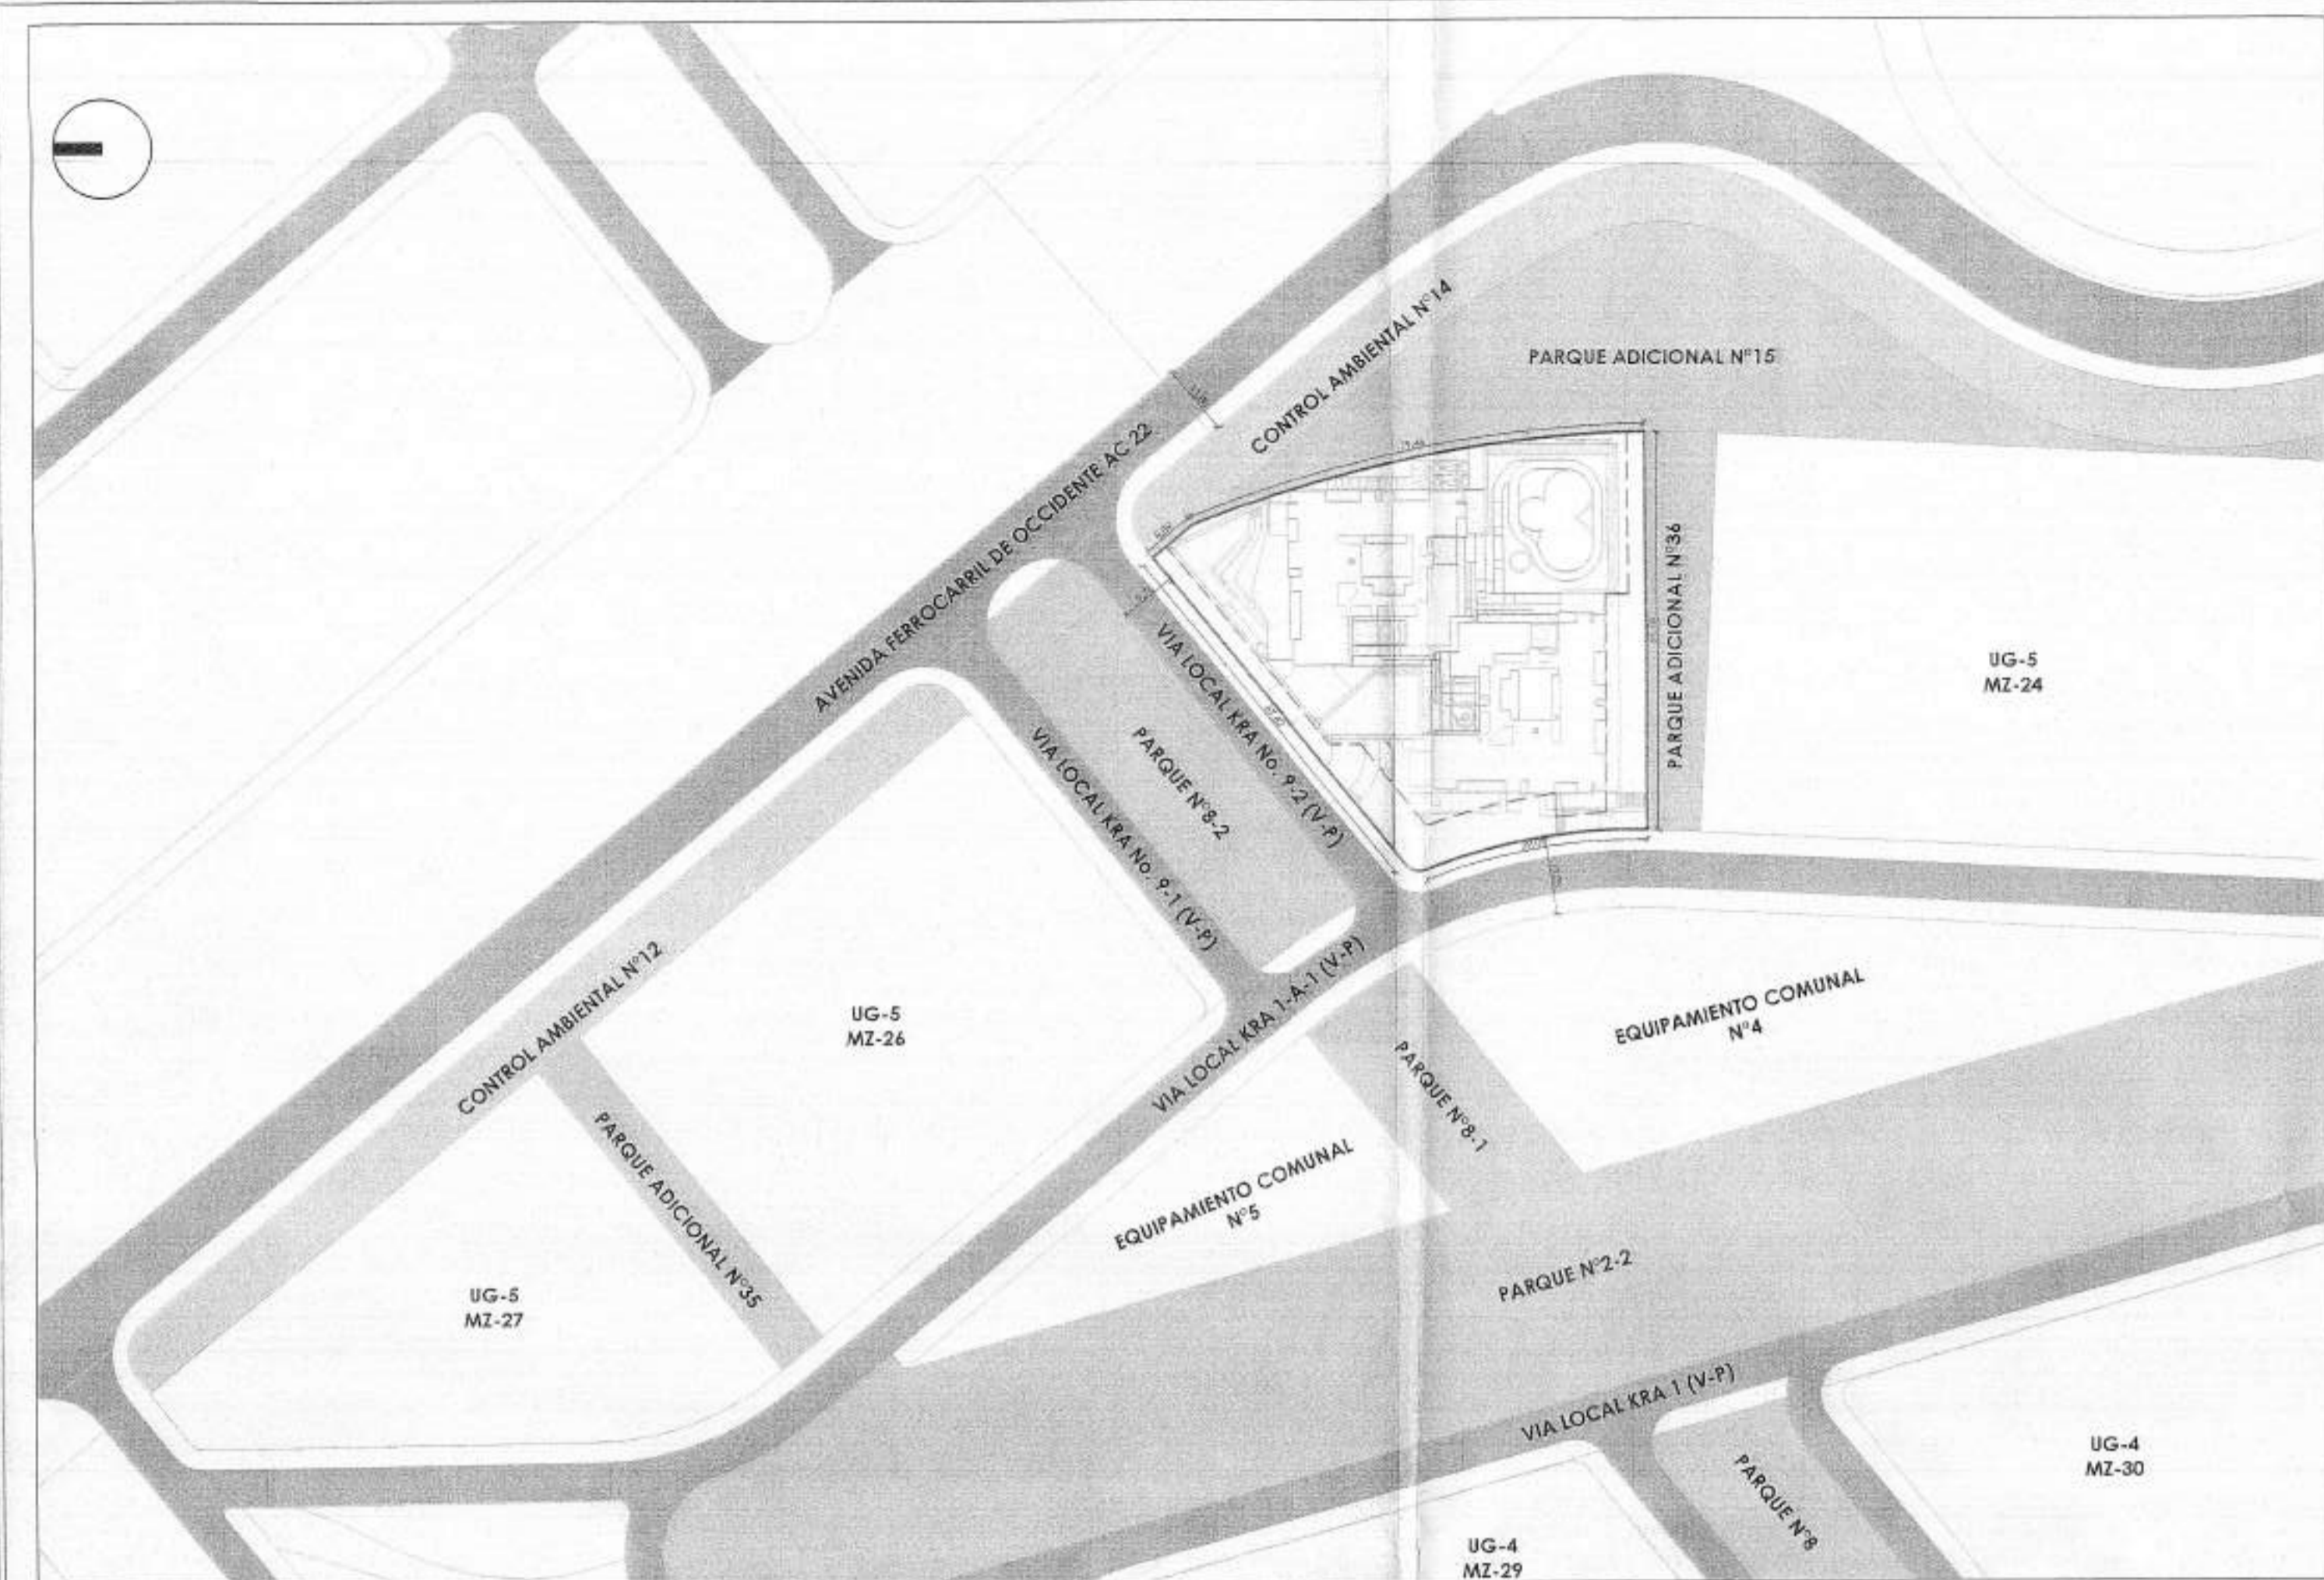 CONTROL AMBIENTAL N°14
PARQUE ADICIONAL N°15
AVENIDA FERROCARRIL DE OCCIDENTE AC 22
PARQUE ADICIONAL N°36
VIA LOCAL KRA No. 9-2 (V-P)
UG-5
MZ-24
PARQUE N°8-2
VIA LOCAL KRA No. 9-1 (V-P)
CONTROL AMBIENTAL N°12
UG-5
MZ-26
VIA LOCAL KRA 1-A-1 (V-P)
EQUIPAMIENTO COMUNAL
N°4
PARQUE N°8-1
PARQUE ADICIONAL N°35
EQUIPAMIENTO COMUNAL
N°5
UG-5
MZ-27
PARQUE N°2-2
VIA LOCAL KRA 1 (V-P)
UG-4
MZ-30
PARQUE N°8
UG-4
MZ-29